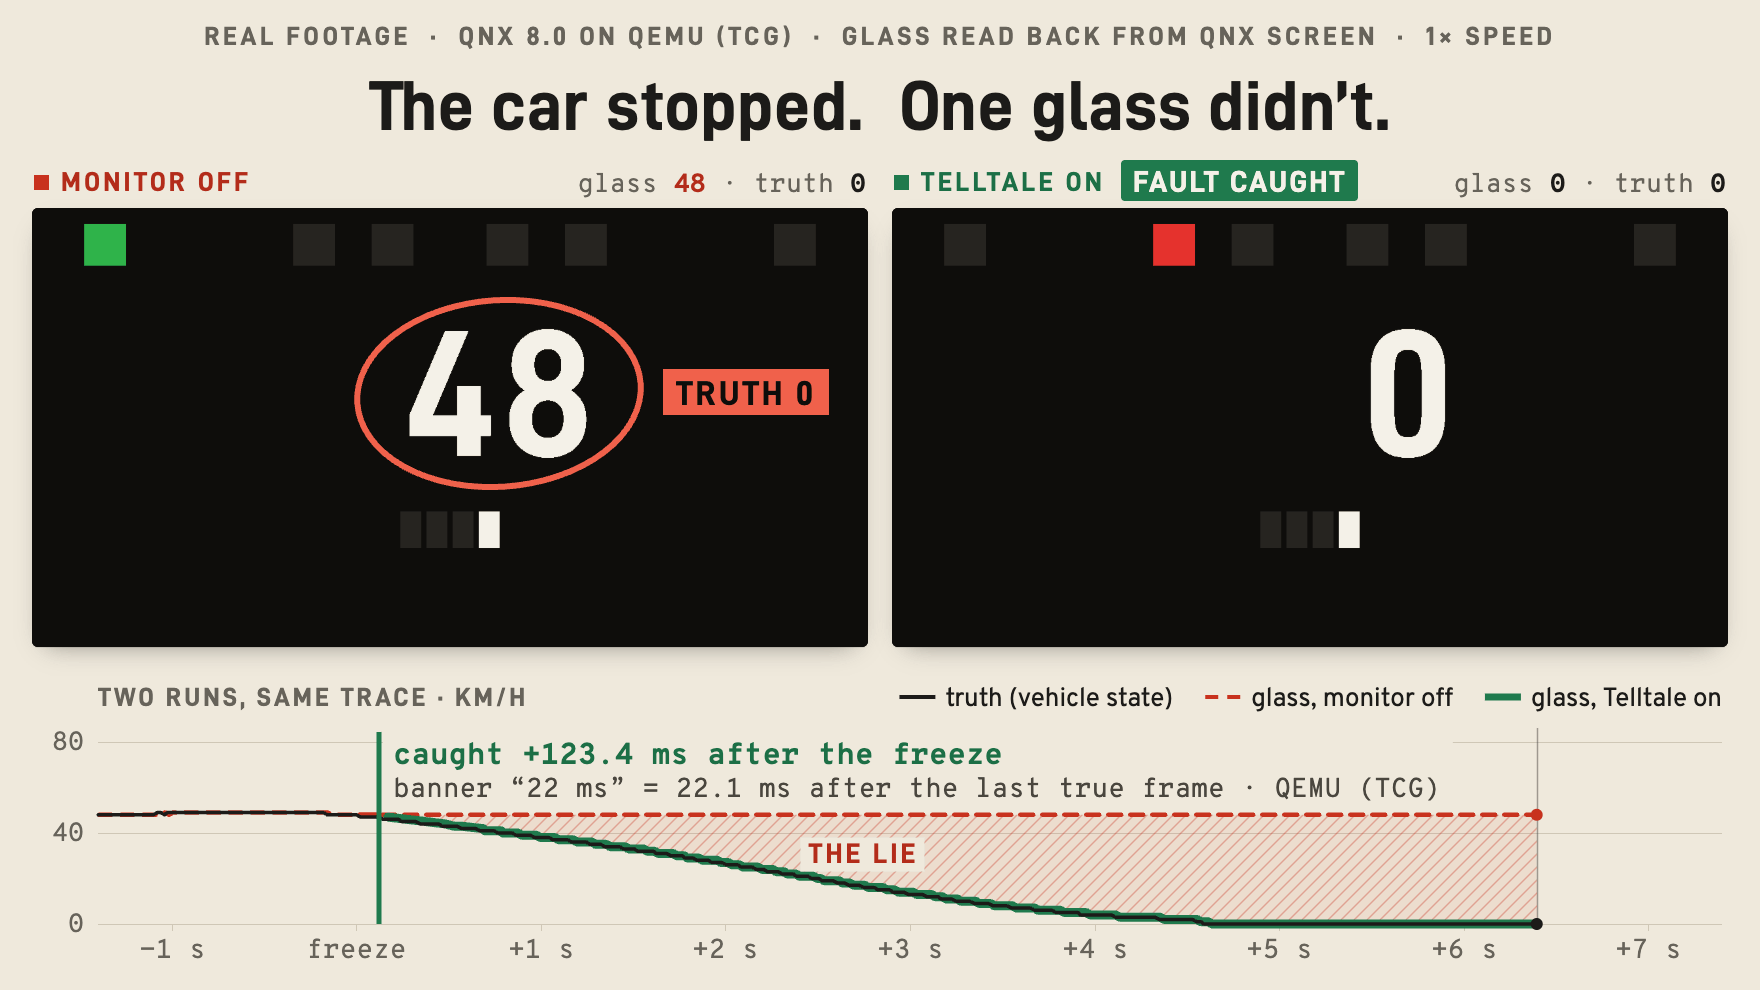 REAL FOOTAGE · QNX 8.0 ON QEMU (TCG) · GLASS READ BACK FROM QNX SCREEN · 1× SPEED
The car stopped. One glass didn’t.
MONITOR OFF
glass 48 · truth 0
TELLTALE ON
FAULT CAUGHT
glass 0 · truth 0
48
TRUTH 0
0
TWO RUNS, SAME TRACE · KM/H
truth (vehicle state)
glass, monitor off
glass, Telltale on
80
caught +123.4 ms after the freeze
banner “22 ms” = 22.1 ms after the last true frame · QEMU (TCG)
40
THE LIE
0
−1 s
freeze
+1 s
+2 s
+3 s
+4 s
+5 s
+6 s
+7 s